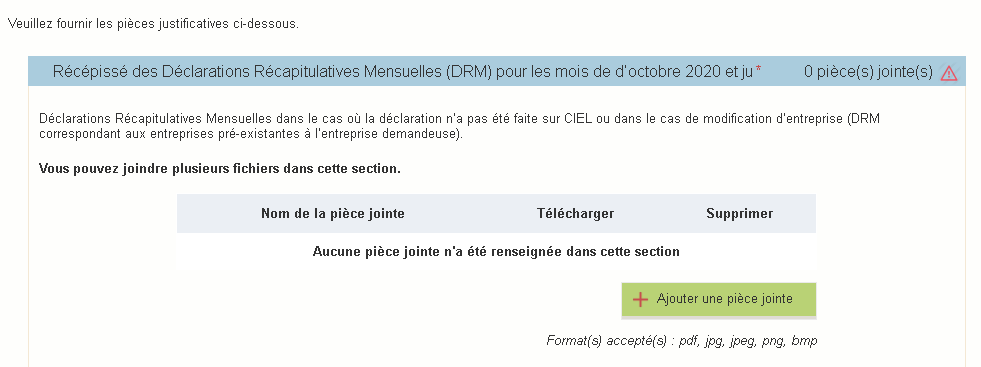 Veuillez fournir les pièces justificatives ci-dessous.
Récépissé des Déclarations Récapitulatives Mensuelles (DRM) pour les mois de d'octobre 2020 et ju* 0 pièce(s) jointe(s)
Déclarations Récapitulatives Mensuelles dans le cas où la déclaration n'a pas été faite sur CIEL ou dans le cas de modification d'entreprise (DRM
correspondant aux entreprises pré-existantes à l'entreprise demandeuse).
Vous pouvez joindre plusieurs fichiers dans cette section.
Nom de la pièce jointe Télécharger Supprimer
Aucune pièce jointe n'a été renseignée dans cette section
Ajouter une pièce jointe
Format(s) accepté(s) : pdf, jpg, jpeg, png, bmp